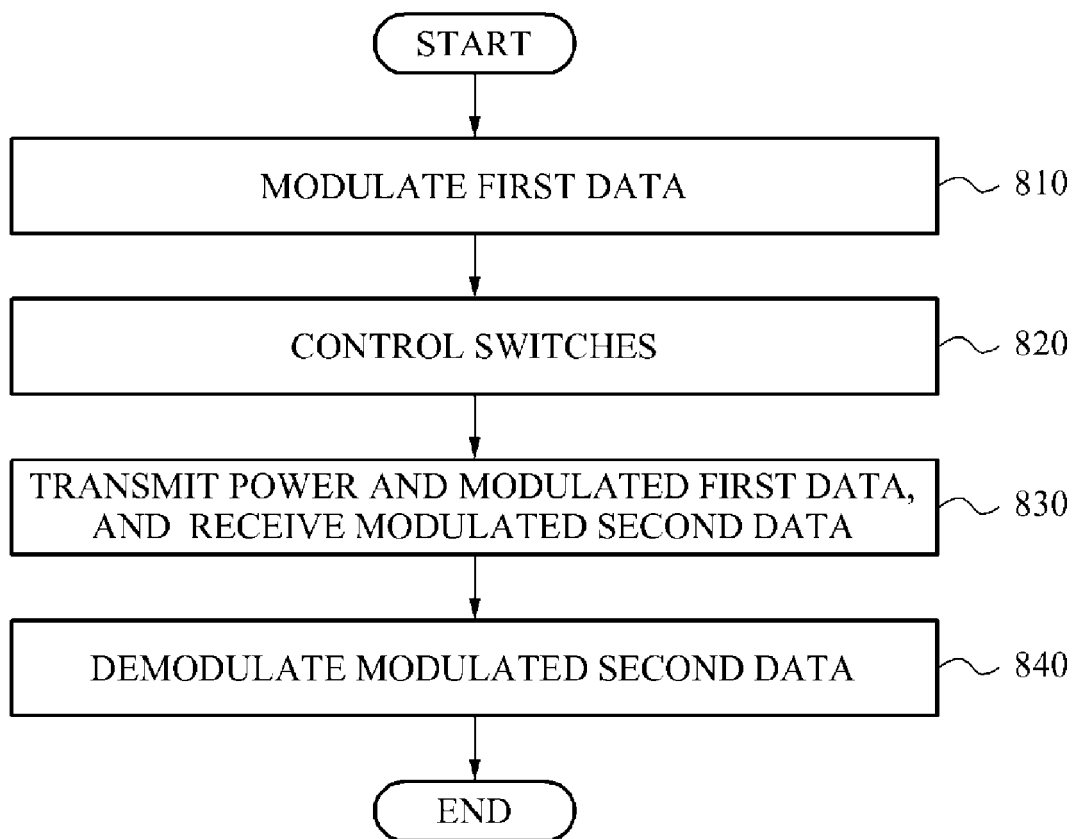 START
MODULATE FIRST DATA
810
CONTROL SWITCHES
820
TRANSMIT POWER AND MODULATED FIRST DATA,
AND RECEIVE MODULATED SECOND DATA
830
DEMODULATE MODULATED SECOND DATA
840
END